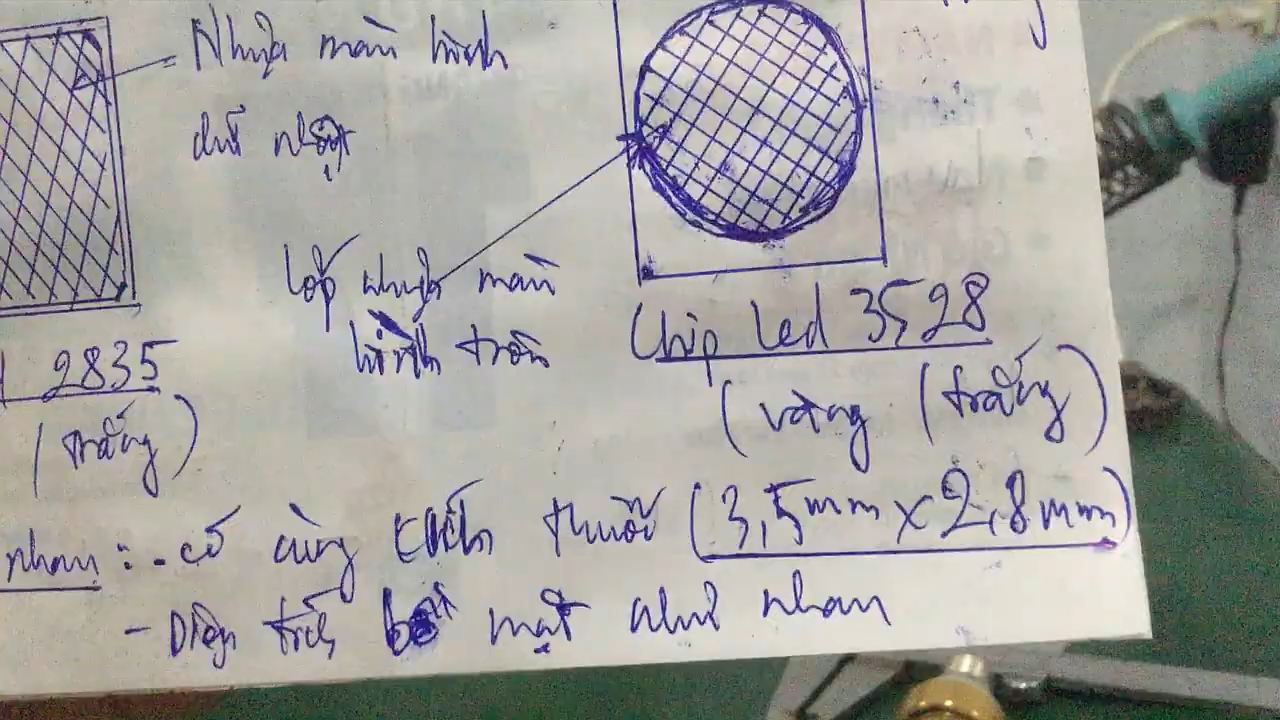 Nhựa màu hình
chữ nhật
Lớp nhựa màu
hình tròn
2835
(trắng)
Chip Led 3528
(vàng (trắng)
nhau : - có cùng kích thước (3,5mm x 2,8mm)
- Diện tích bề mặt như nhau